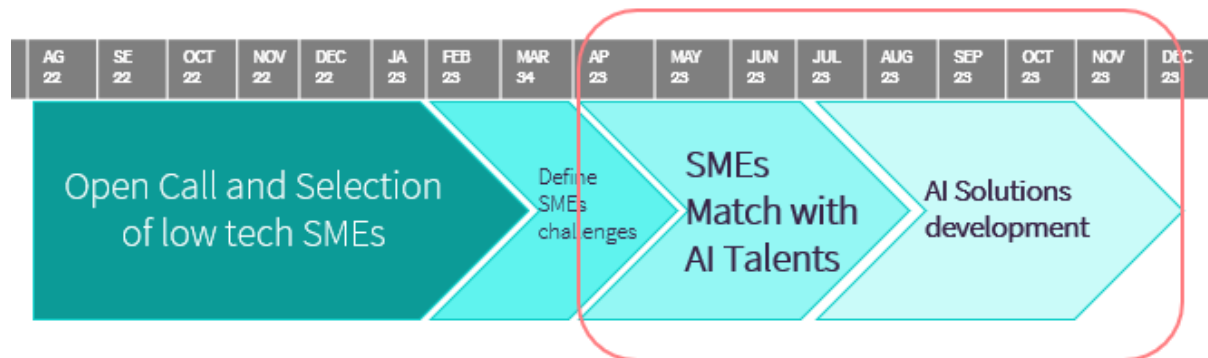 AG SE OCT NOV DEC JA FEB MAR AP MAY JUN JUL AUG SEP OCT NOV DEC
22 22 22 22 22 23 23 34 23 23 23 23 23 23 23 23 23
Open Call and Selection
of low tech SMEs
Define
SMEs
challenges
SMEs
Match with
AI Talents
AI Solutions
development